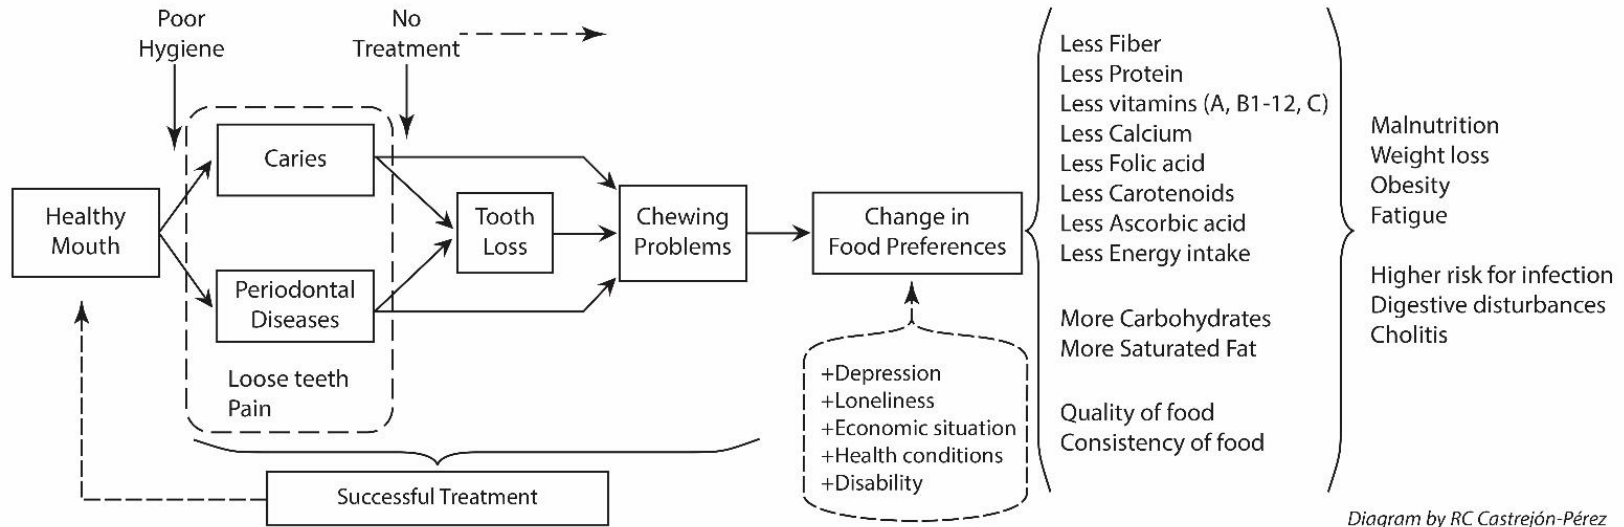 Poor
Hygiene
No
Treatment
Healthy
Mouth
Caries
Periodontal
Diseases
Loose teeth
Pain
Tooth
Loss
Chewing
Problems
Successful Treatment
Change in
Food Preferences
+Depression
+Loneliness
+Economic situation
+Health conditions
+Disability
Less Fiber
Less Protein
Less vitamins (A, B1-12, C)
Less Calcium
Less Folic acid
Less Carotenoids
Less Ascorbic acid
Less Energy intake
More Carbohydrates
More Saturated Fat
Quality of food
Consistency of food
Malnutrition
Weight loss
Obesity
Fatigue
Higher risk for infection
Digestive disturbances
Cholitis
Diagram by RC Castrejón-Pérez